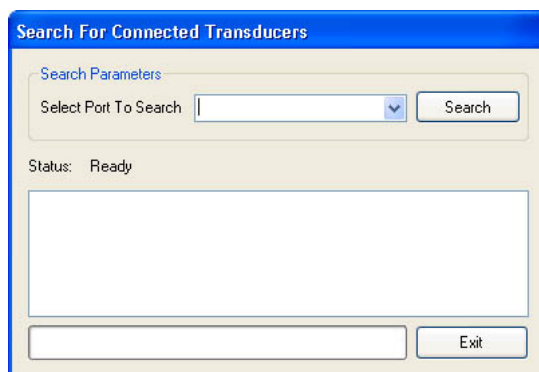 Search For Connected Transducers
Search Parameters
Select Port To Search
Search
Status: Ready
Exit